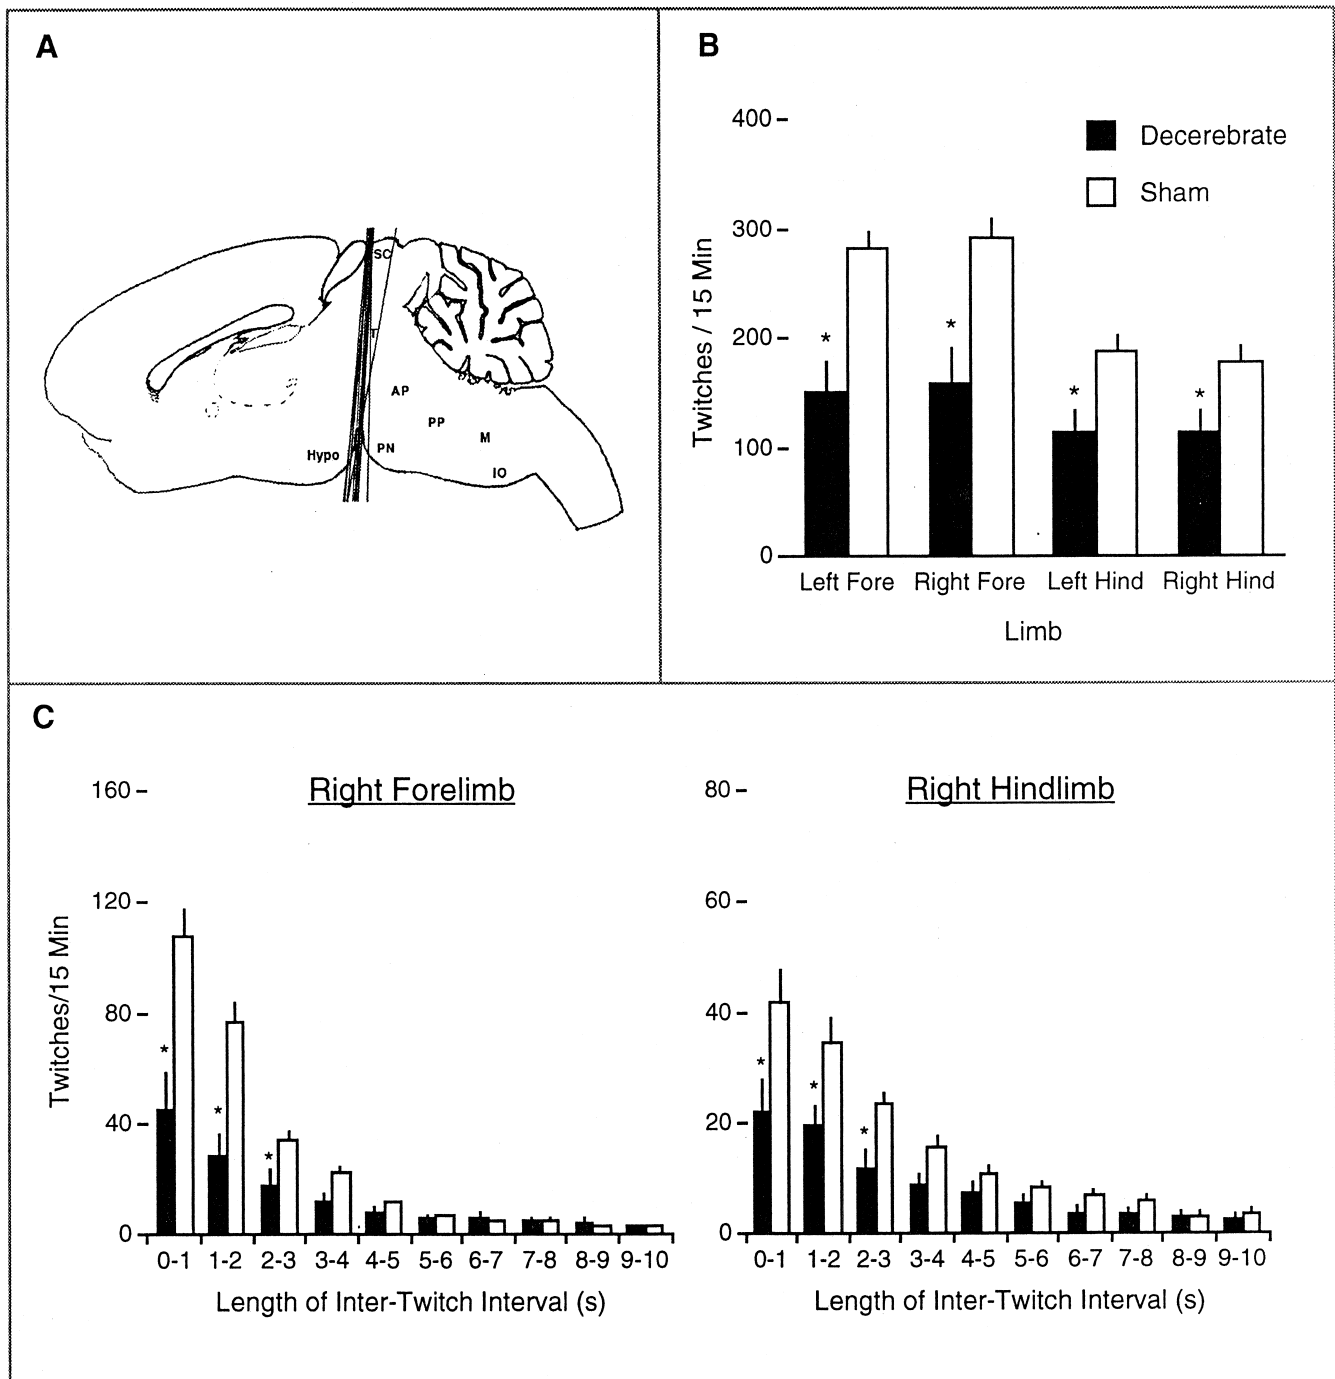 A
SC
T
AP
PP
M
PN
Hypo
IO
B
400
300
200
100
0
Twitches / 15 Min
Decerebrate
Sham
*
*
*
*
Left Fore Right Fore Left Hind Right Hind
Limb
C
Right Forelimb
160
120
80
40
0
Twitches/15 Min
*
*
*
0-1 1-2 2-3 3-4 4-5 5-6 6-7 7-8 8-9 9-10
Length of Inter-Twitch Interval (s)
Right Hindlimb
80
60
40
20
0
*
*
*
0-1 1-2 2-3 3-4 4-5 5-6 6-7 7-8 8-9 9-10
Length of Inter-Twitch Interval (s)